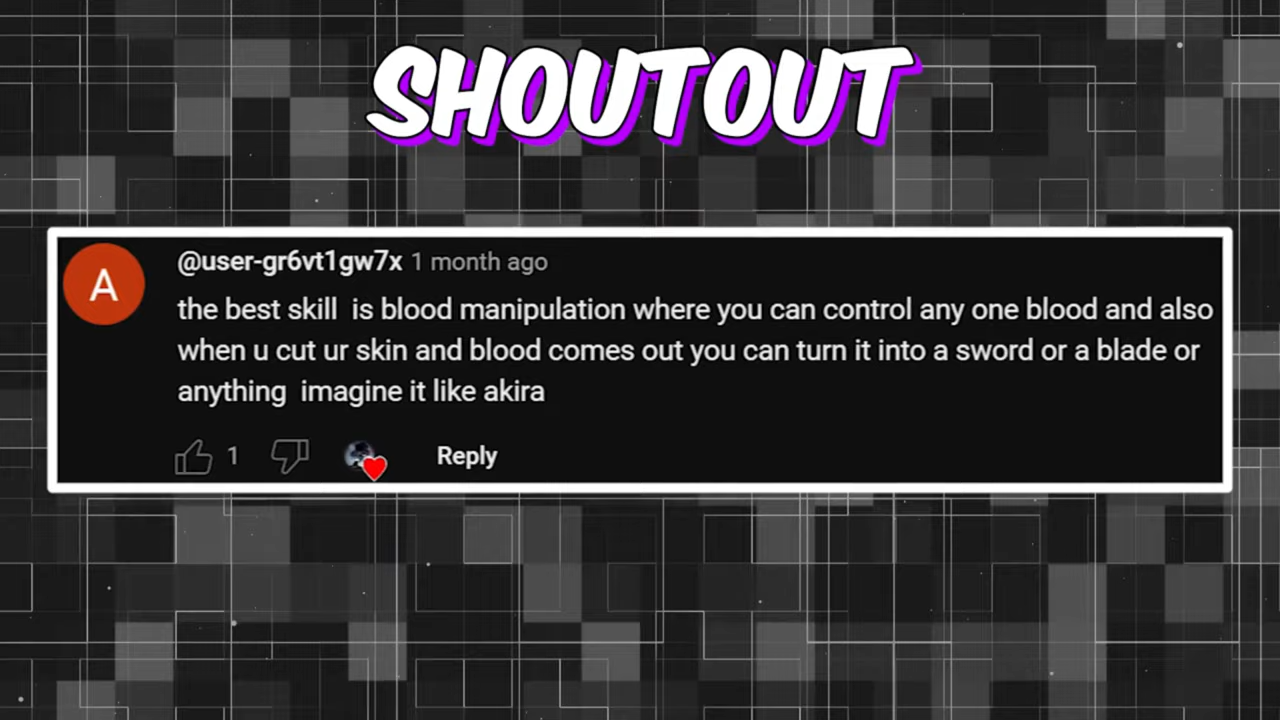 SHOUTOUT
A
@user-gr6vt1gw7x 1 month ago
the best skill  is blood manipulation where you can control any one blood and also
when u cut ur skin and blood comes out you can turn it into a sword or a blade or
anything  imagine it like akira
1
Reply